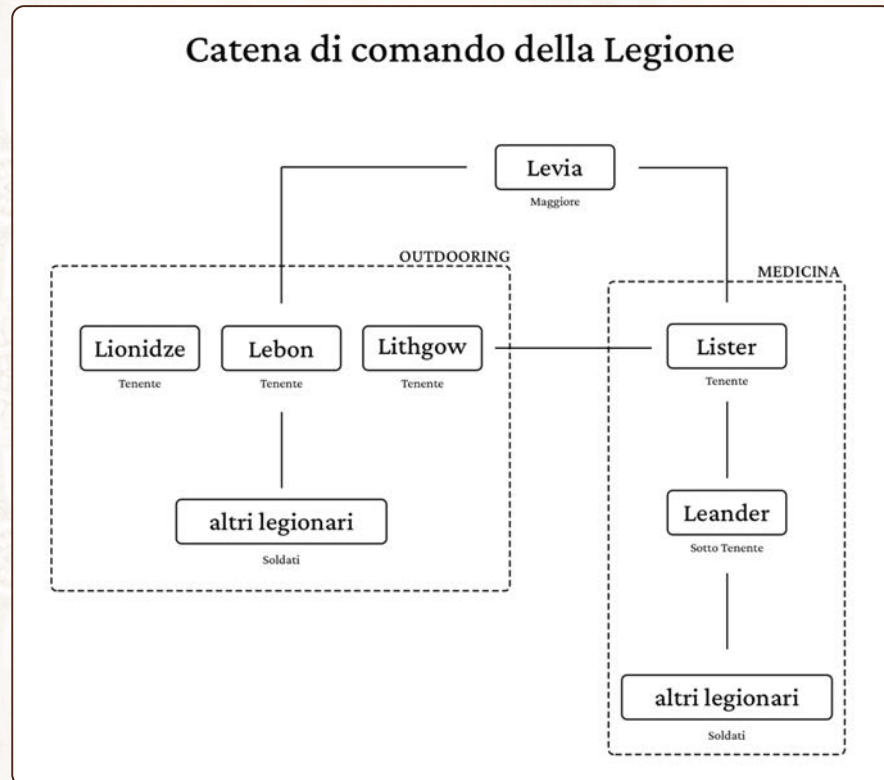 Catena di comando della Legione
Levia
Maggiore
OUTDOORING
Lionidze
Tenente
Lebon
Tenente
Lithgow
Tenente
altri legionari
Soldati
MEDICINA
Lister
Tenente
Leander
Sotto Tenente
altri legionari
Soldati